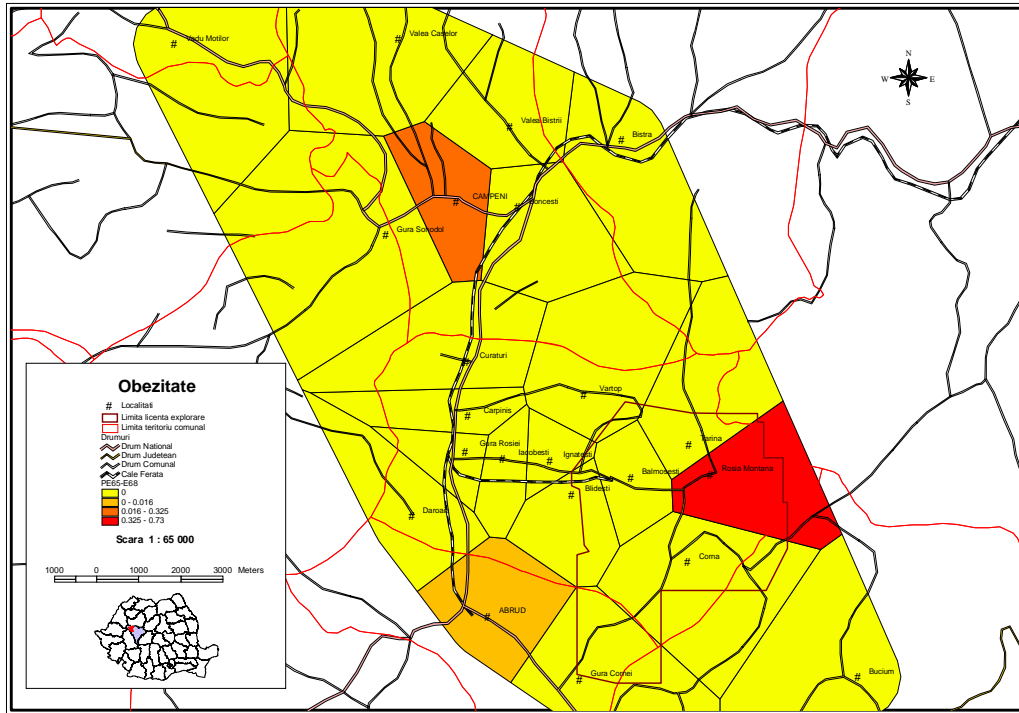 Vadu Motilor
Valea Caselor
N
W
E
S
Valea Bistrii
Bistra
CAMPENI
Boncesti
Gura Sohodol
Curaturi
Vartop
Carpinis
Gura Rosiei
Iacobesti
Ignatesti
Tarina
Balmosesti
Rosia Montana
Blidesti
Daroaia
Corna
ABRUD
Gura Cornei
Bucium
Obezitate
# Localitati
Limita licenta explorare
Limita teritoriu comunal
Drumuri
Drum National
Drum Judetean
Drum Comunal
Cale Ferata
PE65-E68
0
0 - 0.016
0.016 - 0.325
0.325 - 0.73
Scara 1 : 65 000
1000 0 1000 2000 3000 Meters